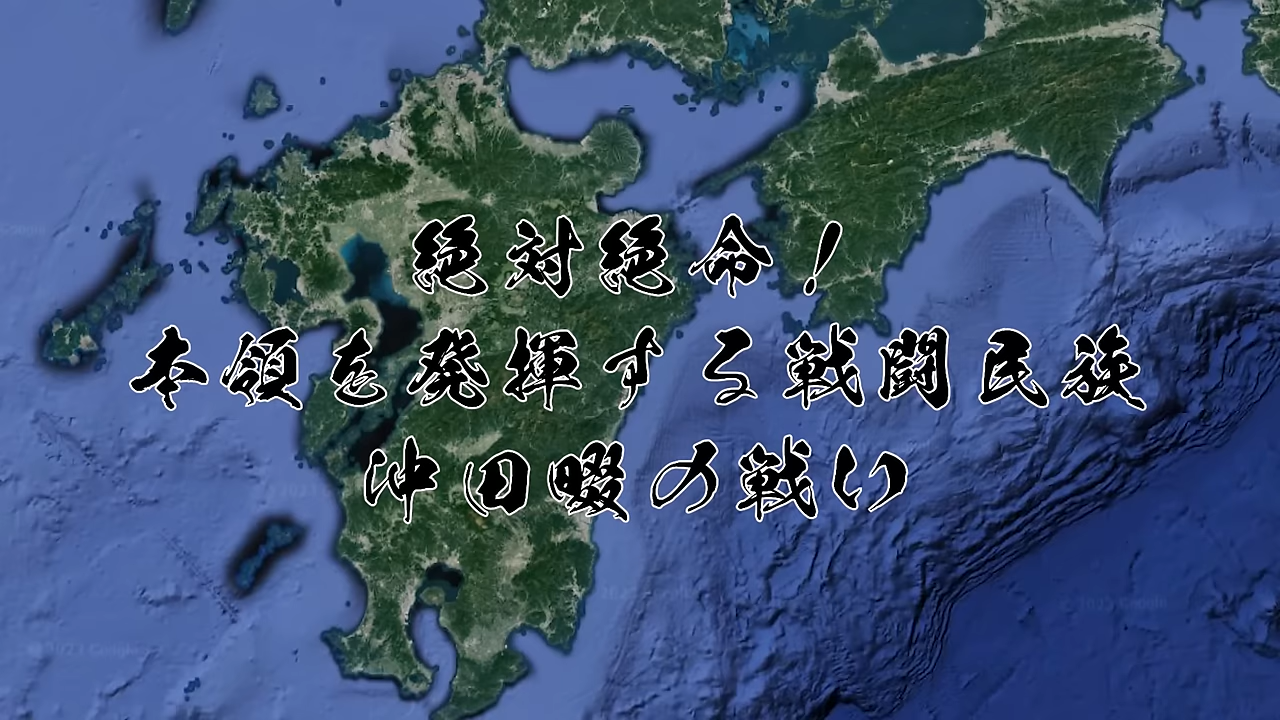 絶対絶命！
本領を発揮する戦闘民族
沖田畷の戦い